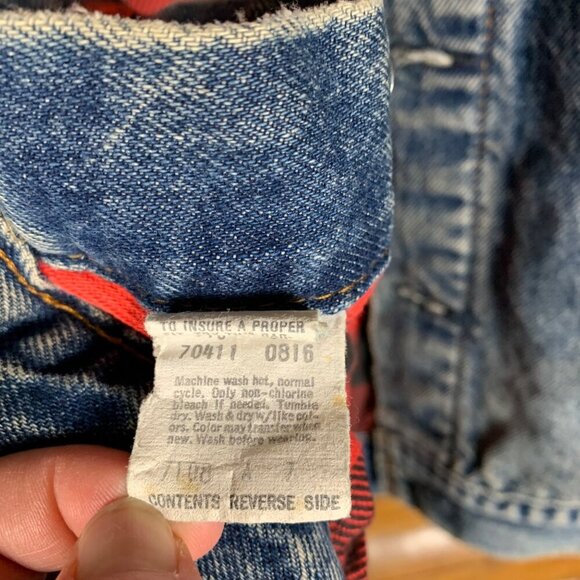 TO INSURE A PROPER
70411 0816
Machine wash hot, normal
cycle. Only non-chlorine
bleach if needed. Tumble
dry. Wash & dry w/like col-
ors. Color may transfer when
new. Wash before wearing.
CONTENTS REVERSE SIDE